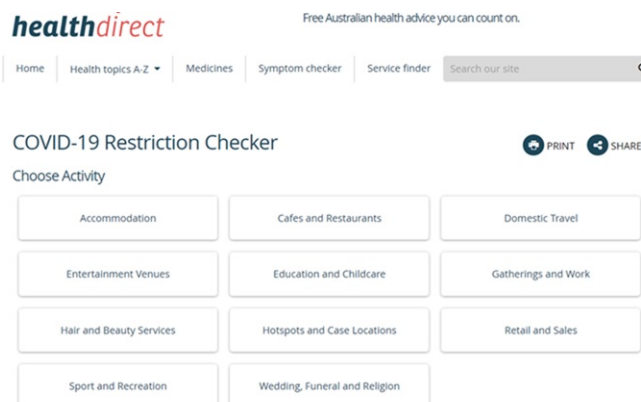 healthdirect
Free Australian health advice you can count on.
Home Health topics A-Z Medicines Symptom checker Service finder Search our site
COVID-19 Restriction Checker
PRINT SHARE
Choose Activity
Accommodation Cafes and Restaurants Domestic Travel
Entertainment Venues Education and Childcare Gatherings and Work
Hair and Beauty Services Hotspots and Case Locations Retail and Sales
Sport and Recreation Wedding, Funeral and Religion